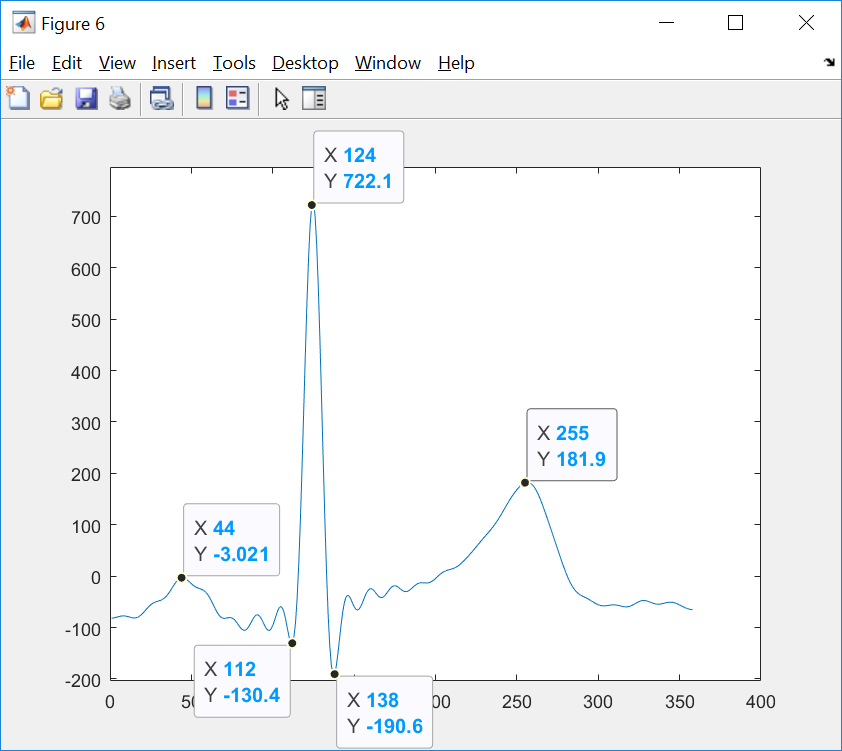 Figure 6
File Edit View Insert Tools Desktop Window Help
X 124
Y 722.1
700
600
500
400
300
200
100
0
-100
-200
X 255
Y 181.9
X 44
Y -3.021
X 112
Y -130.4
X 138
Y -190.6
0 250 300 350 400